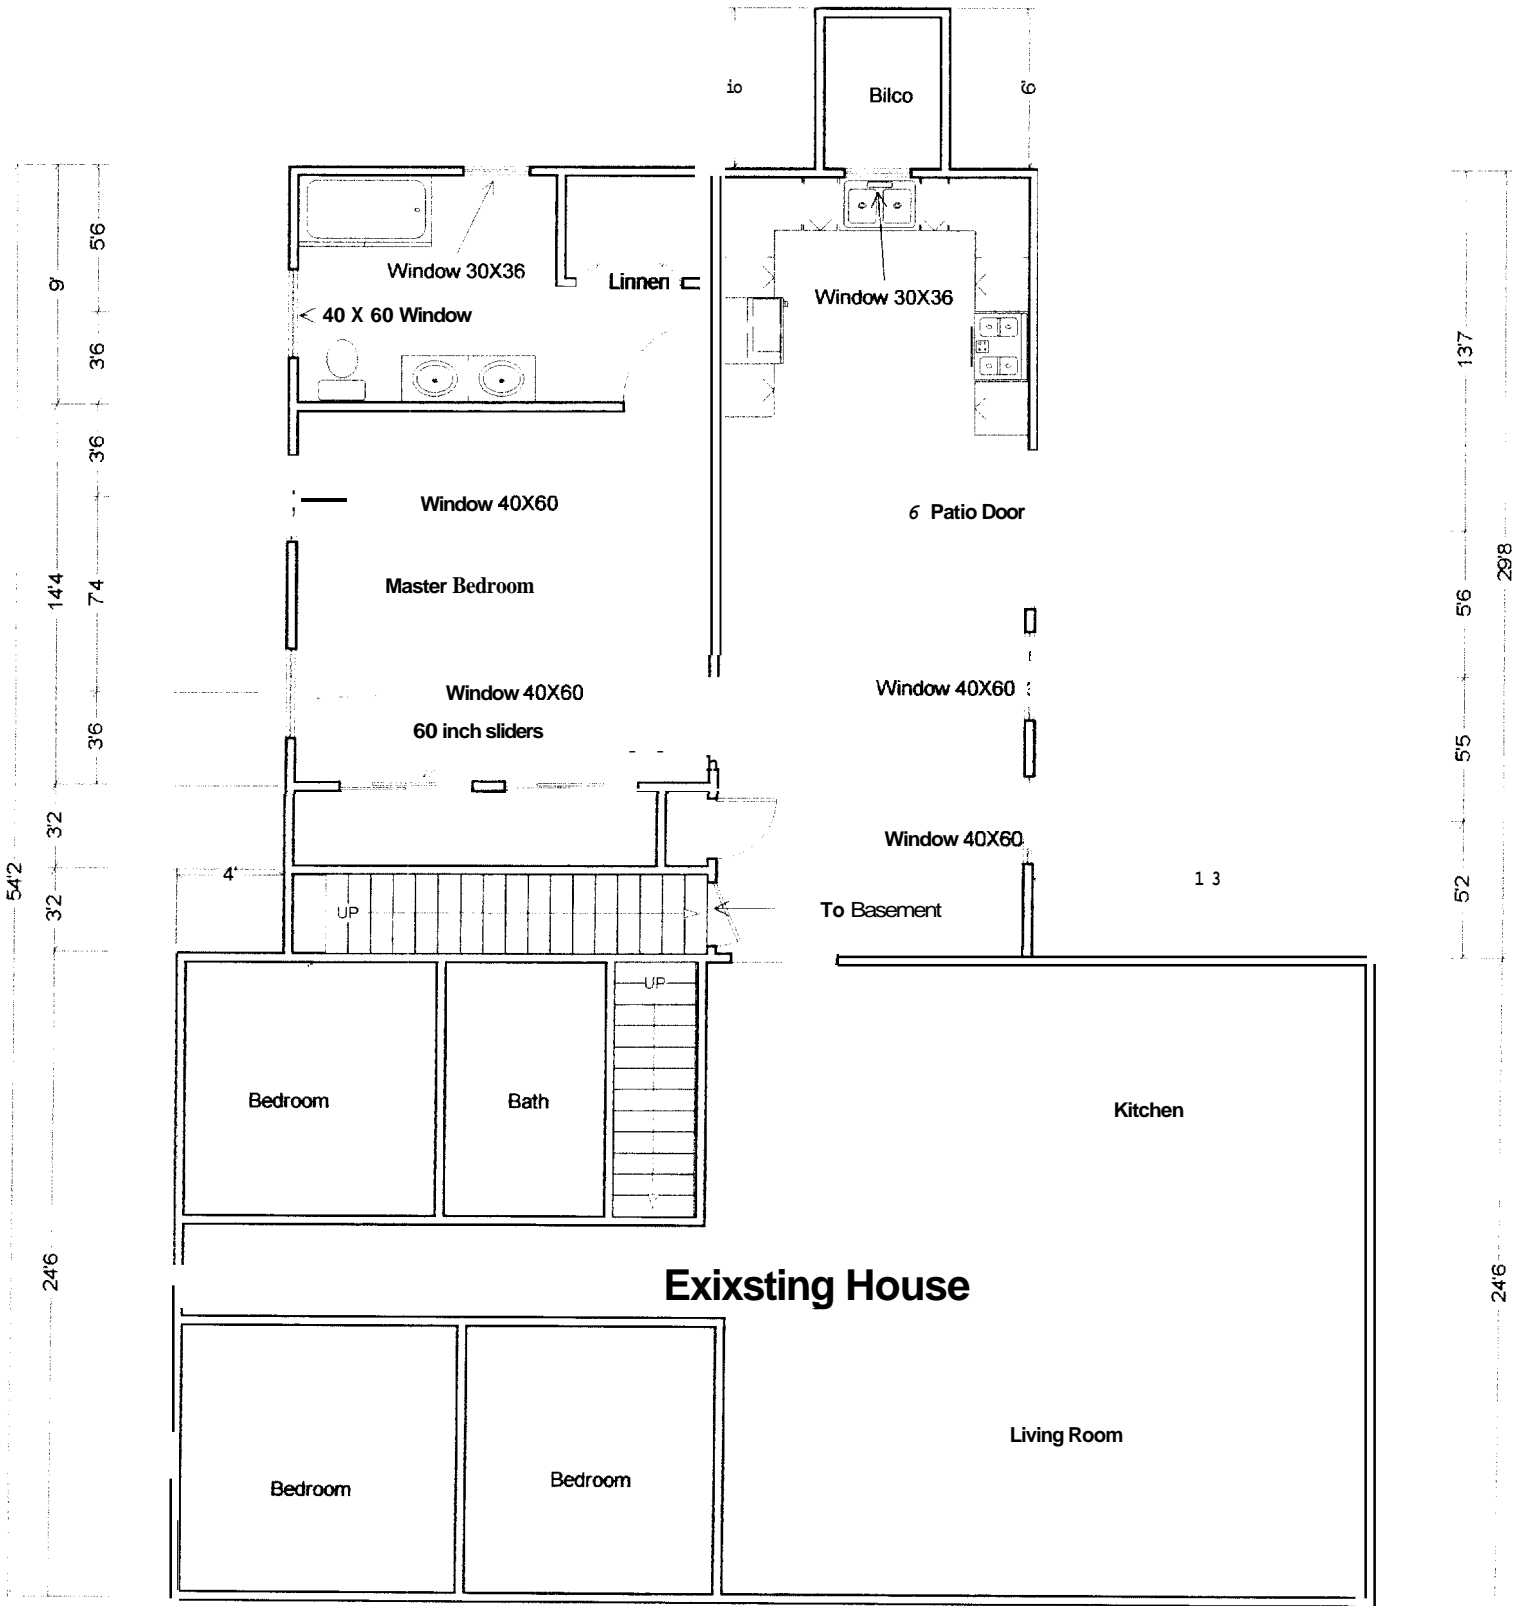 io
Bilco
6'
5'6
9'
Window 30X36
Linnen
Window 30X36
40 X 60 Window
3'6
13'7
3'6
Window 40X60
6 Patio Door
29'8
14'4
7'4
Master Bedroom
5'6
Window 40X60
Window 40X60
60 inch sliders
3'6
5'5
3'2
Window 40X60
54'2
4'
1 3
3'2
UP
To Basement
5'2
UP
Bedroom
Bath
Kitchen
24'6
Exixsting House
24'6
Living Room
Bedroom
Bedroom